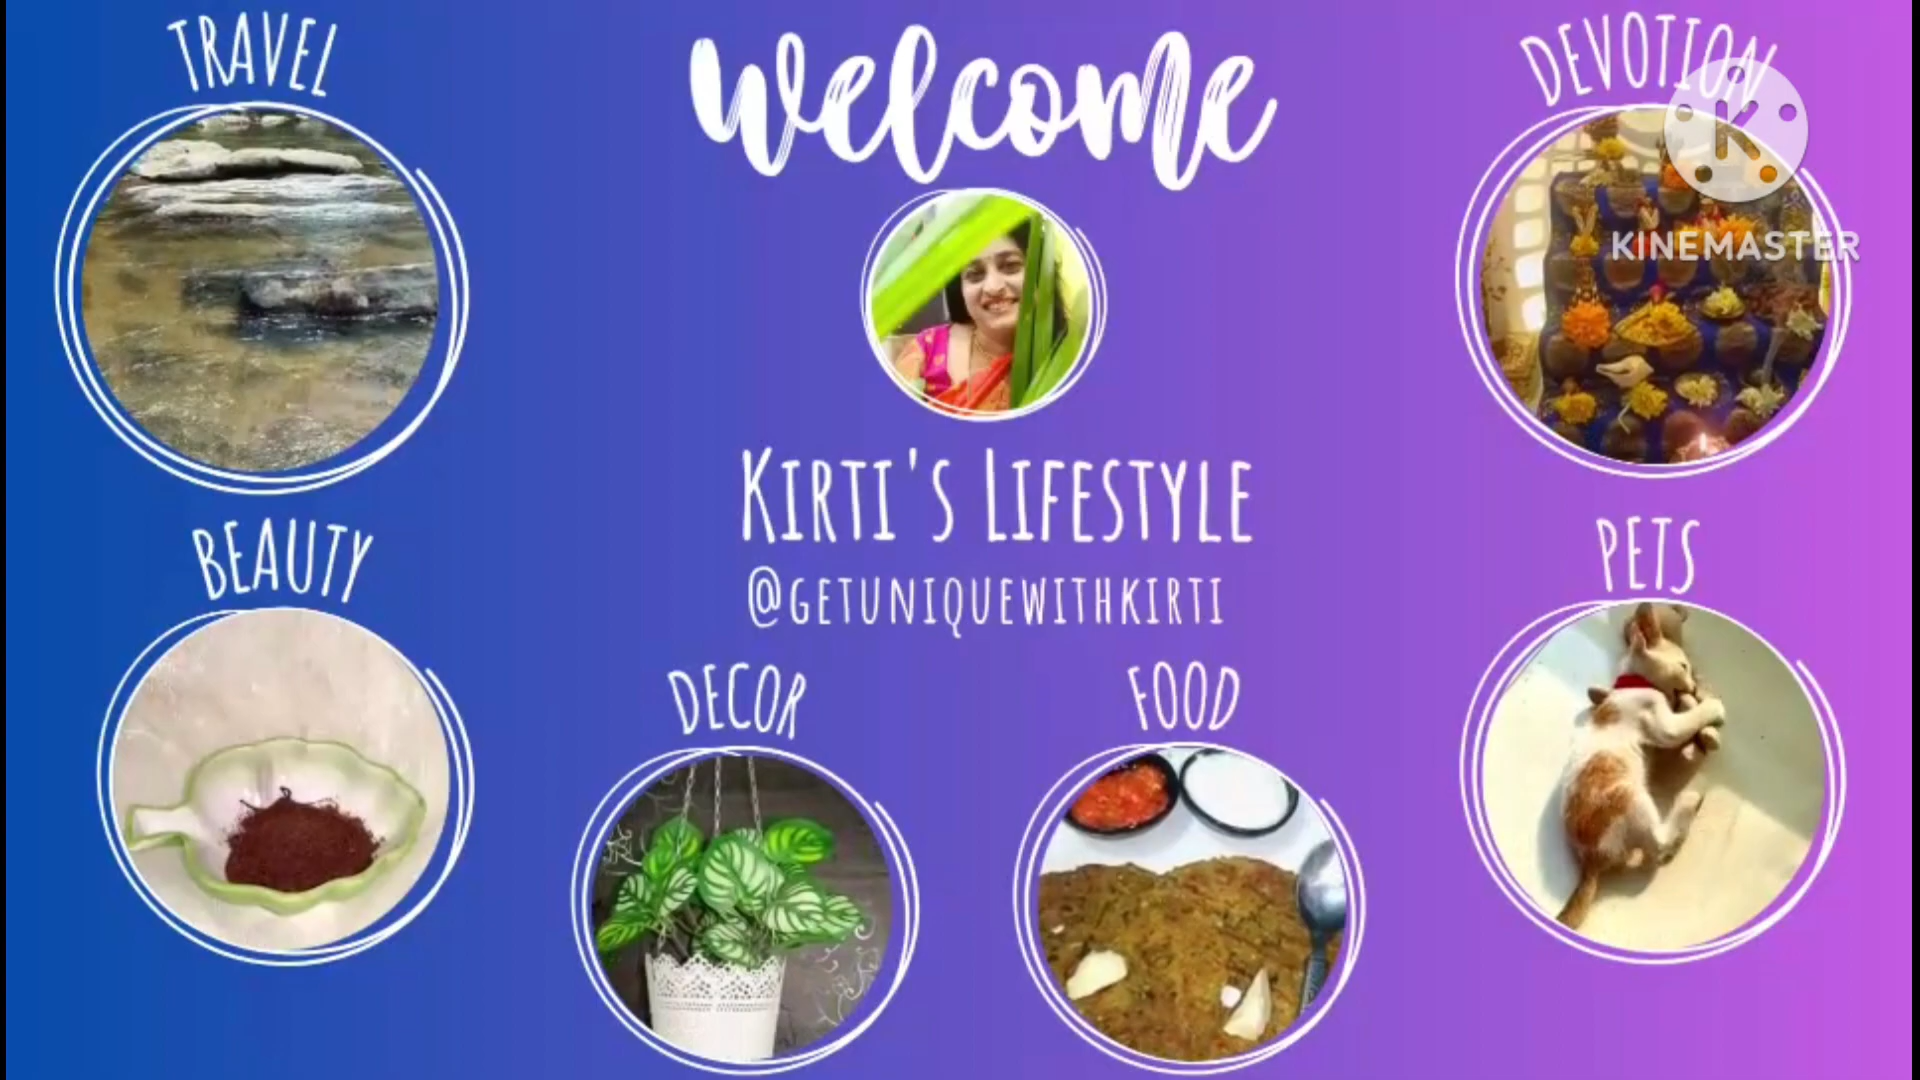 TRAVEL
Welcome
DEVOTION
K
KINEMASTER
KIRTI'S LIFESTYLE
@GETUNIQUEWITHKIRTI
BEAUTY
PETS
DECOR
FOOD